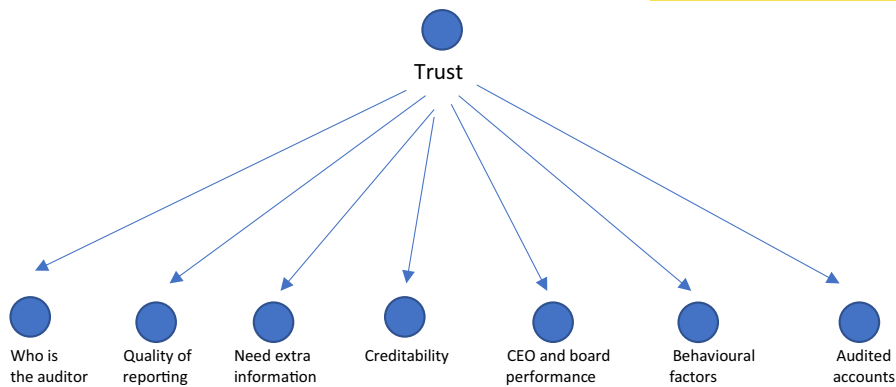 Trust
Who is
the auditor
Quality of
reporting
Need extra
information
Creditability
CEO and board
performance
Behavioural
factors
Audited
accounts